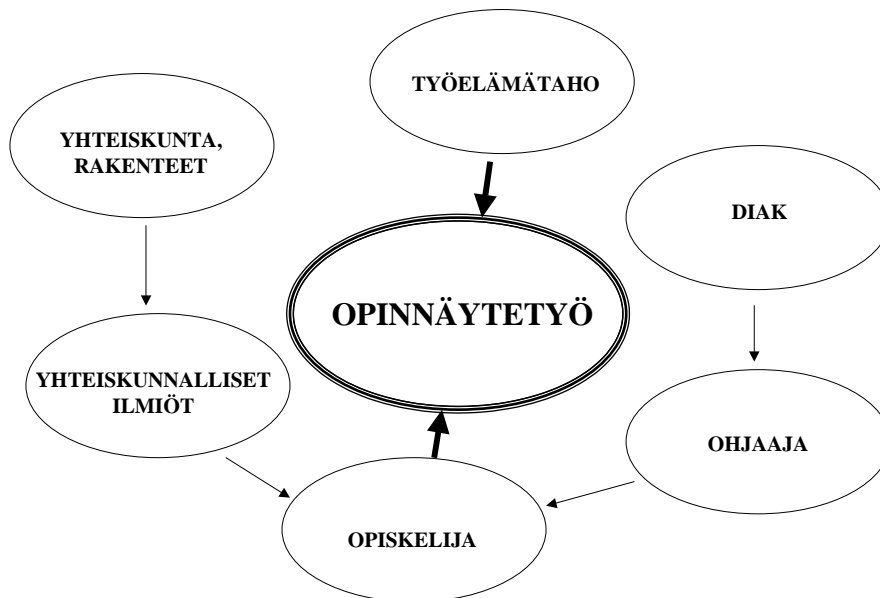 TYÖELÄMÄTAHO
YHTEISKUNTA,
RAKENTEET
DIAK
OPINNÄYTETYÖ
YHTEISKUNNALLISET
ILMIÖT
OHJAAJA
OPISKELIJA